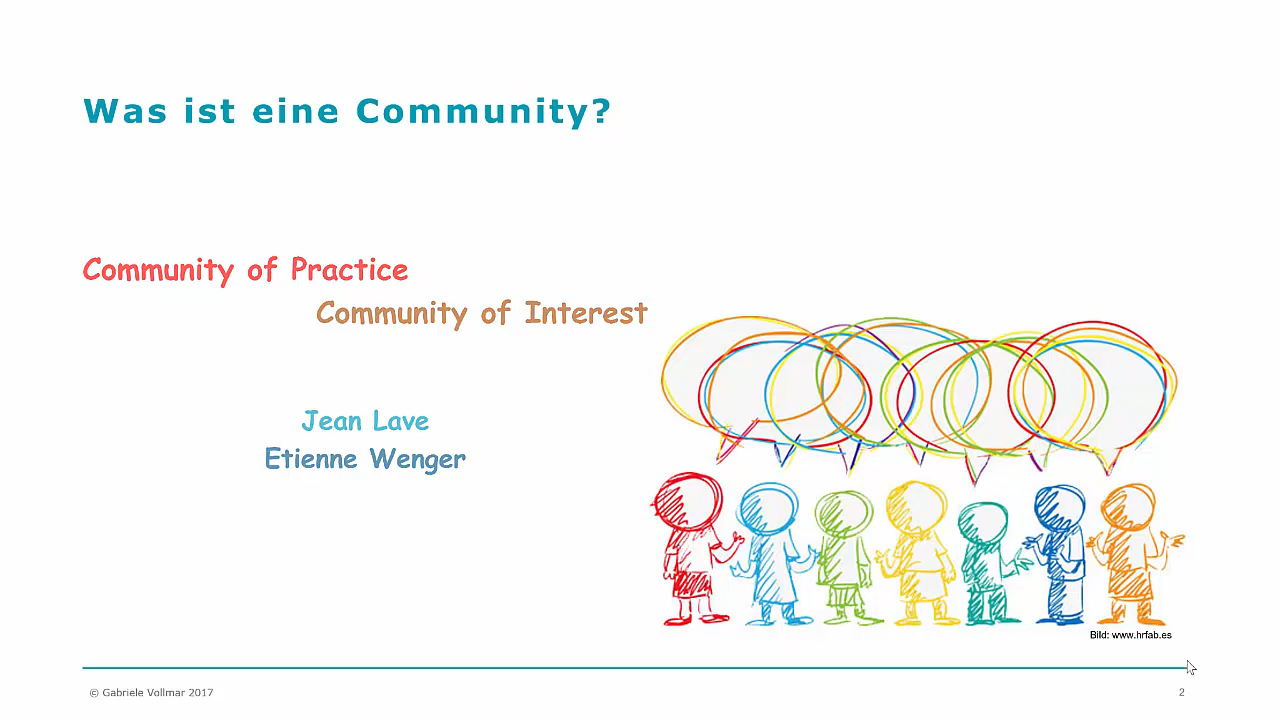 Was ist eine Community?
Community of Practice
Community of Interest
Jean Lave
Etienne Wenger
Bild: www.hrfab.es
© Gabriele Vollmar 2017
2